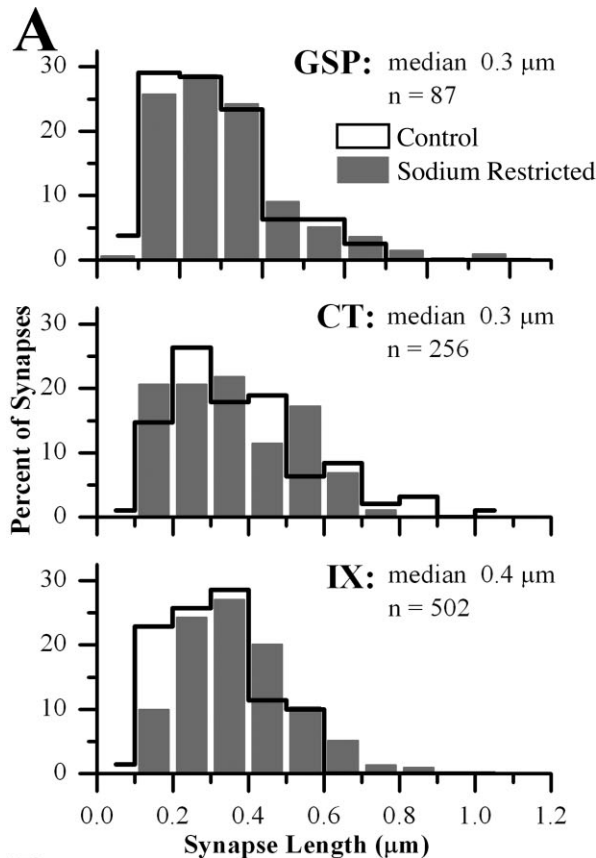 A
GSP: median 0.3 μm
n = 87
Control
Sodium Restricted
30
20
10
0
CT: median 0.3 μm
n = 256
30
20
10
0
Percent of Synapses
IX: median 0.4 μm
n = 502
30
20
10
0
0.0 0.2 0.4 0.6 0.8 1.0 1.2
Synapse Length (μm)